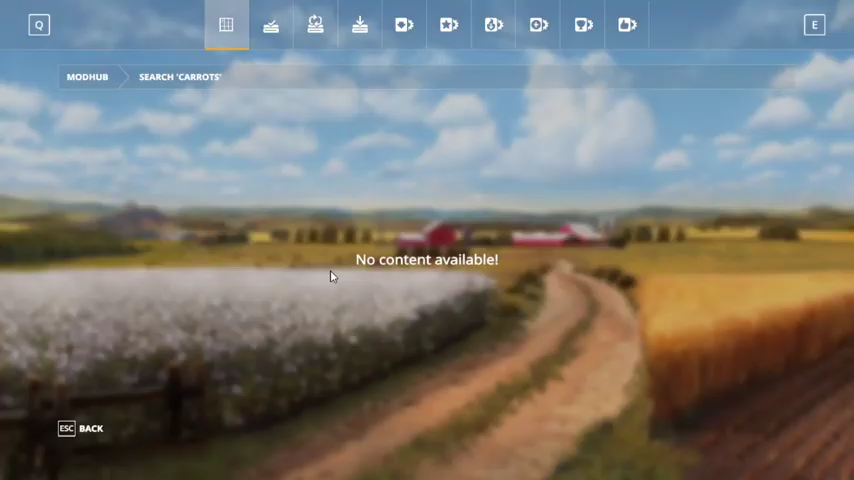 Q
E
MODHUB SEARCH 'CARROTS'
No content available!
ESC BACK